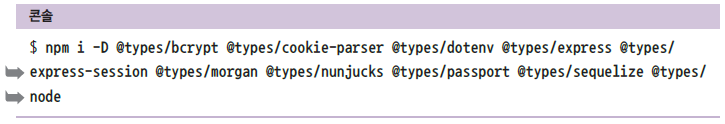 콘솔
$ npm i -D @types/bcrypt @types/cookie-parser @types/dotenv @types/express @types/
express-session @types/morgan @types/nunjucks @types/passport @types/sequelize @types/
node